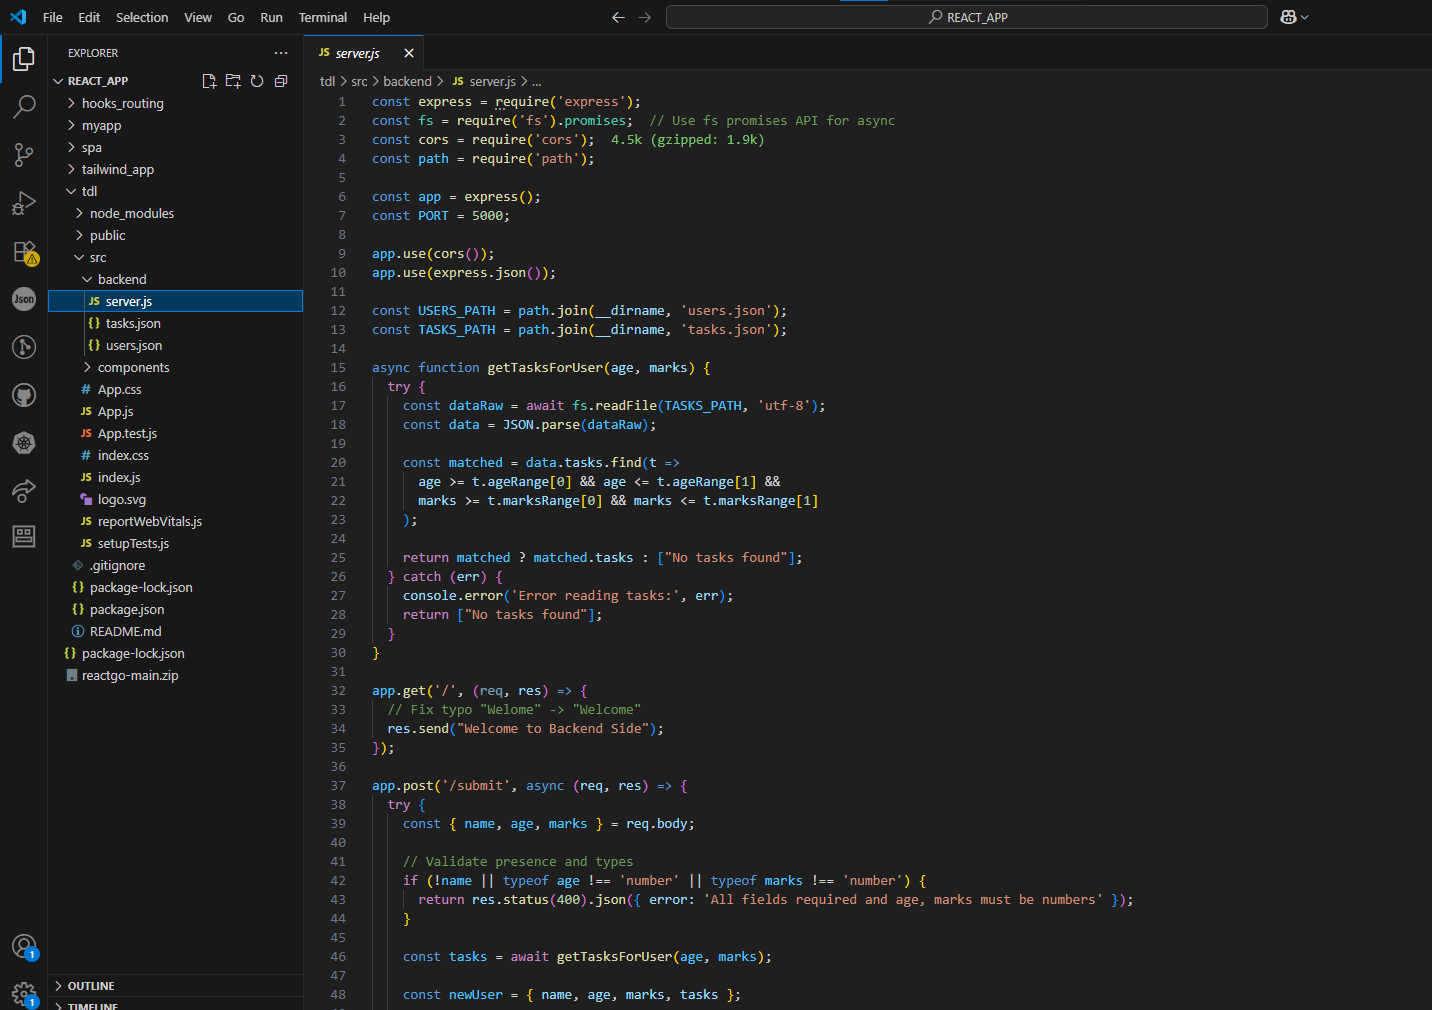 File Edit Selection View Go Run Terminal Help
REACT_APP
EXPLORER
REACT_APP
hooks_routing
myapp
spa
tailwind_app
tdl
node_modules
public
src
backend
JS server.js
{} tasks.json
{} users.json
components
# App.css
JS App.js
JS App.test.js
# index.css
JS index.js
logo.svg
JS reportWebVitals.js
JS setupTests.js
.gitignore
{} package-lock.json
{} package.json
README.md
{} package-lock.json
reactgo-main.zip
OUTLINE
TIMELINE
Json
1
1
JS server.js
tdl > src > backend > JS server.js > ...
1 const express = require('express');
2 const fs = require('fs').promises;  // Use fs promises API for async
3 const cors = require('cors');  4.5k (gzipped: 1.9k)
4 const path = require('path');
5
6 const app = express();
7 const PORT = 5000;
8
9 app.use(cors());
10 app.use(express.json());
11
12 const USERS_PATH = path.join(__dirname, 'users.json');
13 const TASKS_PATH = path.join(__dirname, 'tasks.json');
14
15 async function getTasksForUser(age, marks) {
16   try {
17     const dataRaw = await fs.readFile(TASKS_PATH, 'utf-8');
18     const data = JSON.parse(dataRaw);
19
20     const matched = data.tasks.find(t =>
21       age >= t.ageRange[0] && age <= t.ageRange[1] &&
22       marks >= t.marksRange[0] && marks <= t.marksRange[1]
23     );
24
25     return matched ? matched.tasks : ["No tasks found"];
26   } catch (err) {
27     console.error('Error reading tasks:', err);
28     return ["No tasks found"];
29   }
30 }
31
32 app.get('/', (req, res) => {
33   // Fix typo "Welome" -> "Welcome"
34   res.send("Welcome to Backend Side");
35 });
36
37 app.post('/submit', async (req, res) => {
38   try {
39     const { name, age, marks } = req.body;
40
41     // Validate presence and types
42     if (!name || typeof age !== 'number' || typeof marks !== 'number') {
43       return res.status(400).json({ error: 'All fields required and age, marks must be numbers' });
44     }
45
46     const tasks = await getTasksForUser(age, marks);
47
48     const newUser = { name, age, marks, tasks };